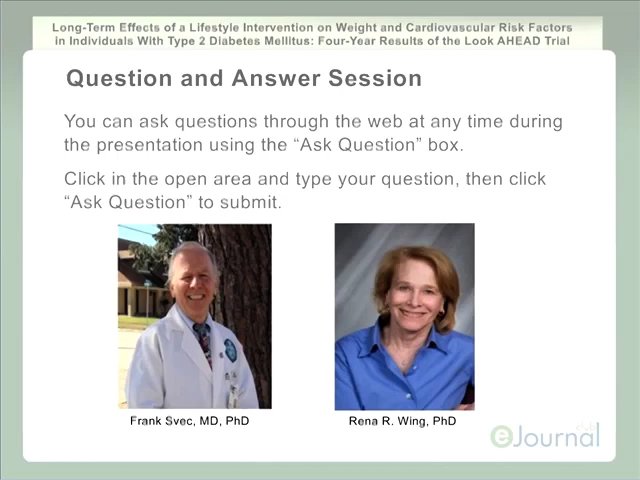 Long-Term Effects of a Lifestyle Intervention on Weight and Cardiovascular Risk Factors
in Individuals With Type 2 Diabetes Mellitus: Four-Year Results of the Look AHEAD Trial
Question and Answer Session
You can ask questions through the web at any time during
the presentation using the “Ask Question” box.
Click in the open area and type your question, then click
“Ask Question” to submit.
Frank Svec, MD, PhD
Rena R. Wing, PhD
eJournal club